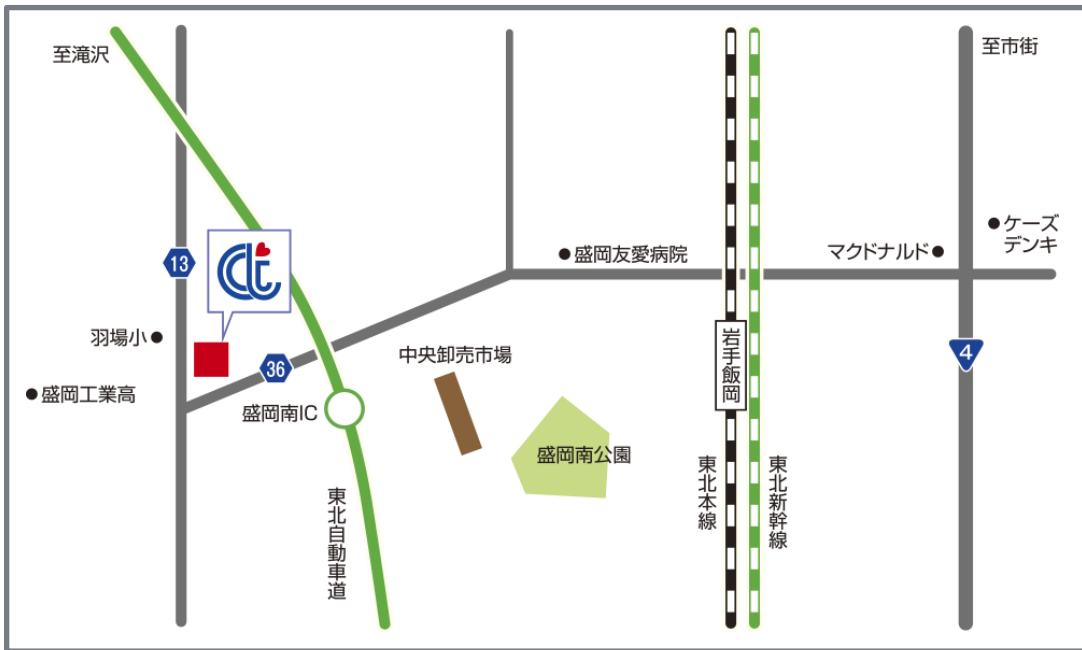 至滝沢
至市街
ケーズ
デンキ
盛岡友愛病院
マクドナルド
13
Ct
羽場小
岩手飯岡
4
中央卸売市場
36
盛岡工業高
盛岡南IC
盛岡南公園
東北本線
東北新幹線
東北自動車道